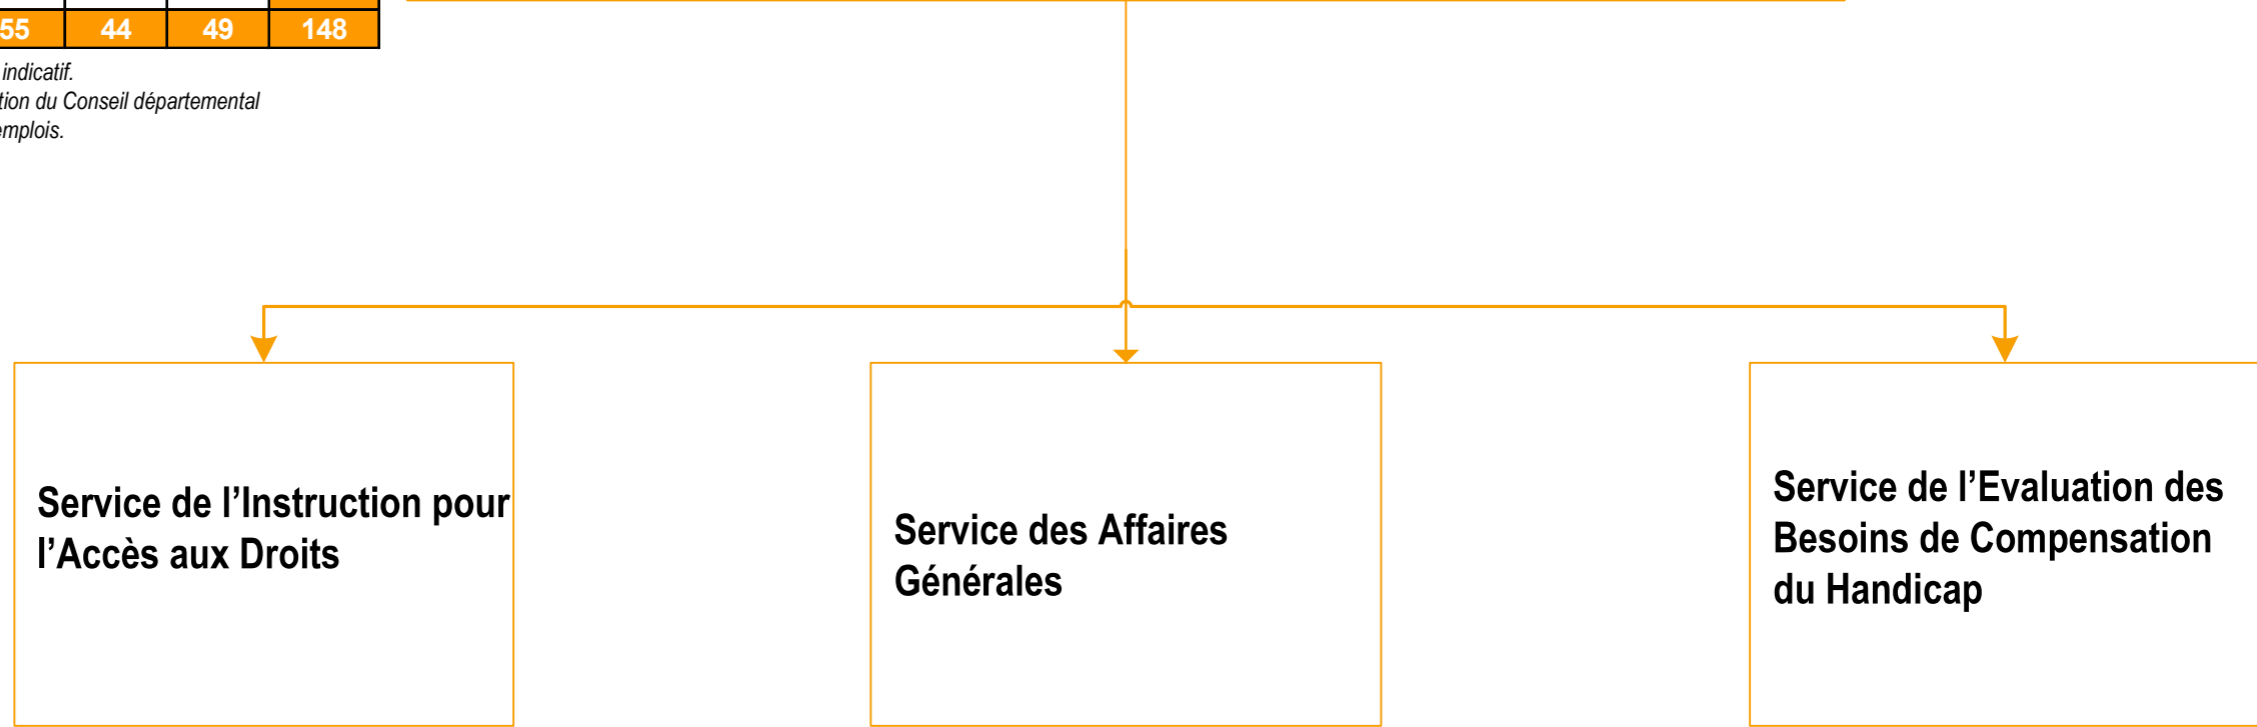 55 44 49 148
indicatif.
tion du Conseil départemental
emplois.
Service de l’Instruction pour
l’Accès aux Droits
Service des Affaires
Générales
Service de l’Evaluation des
Besoins de Compensation
du Handicap